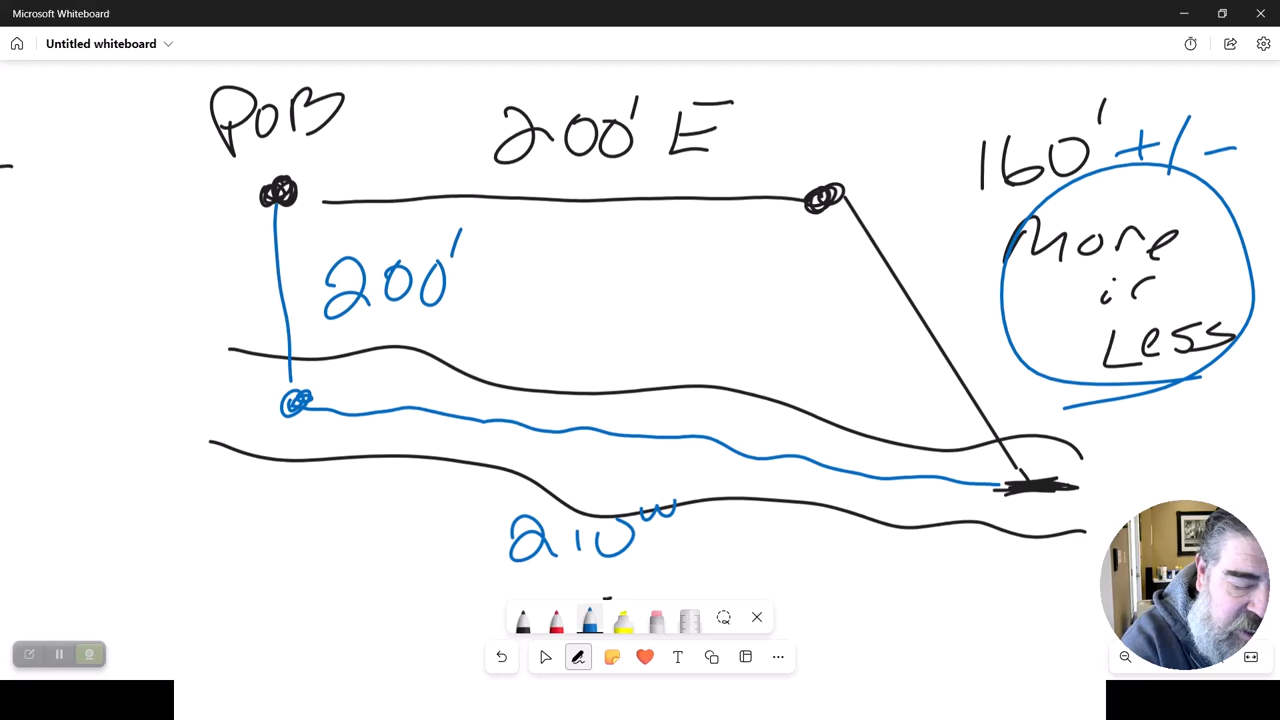 Microsoft Whiteboard
Untitled whiteboard
POB
200' E
160' +/-
More
or
Less
200'
210 W